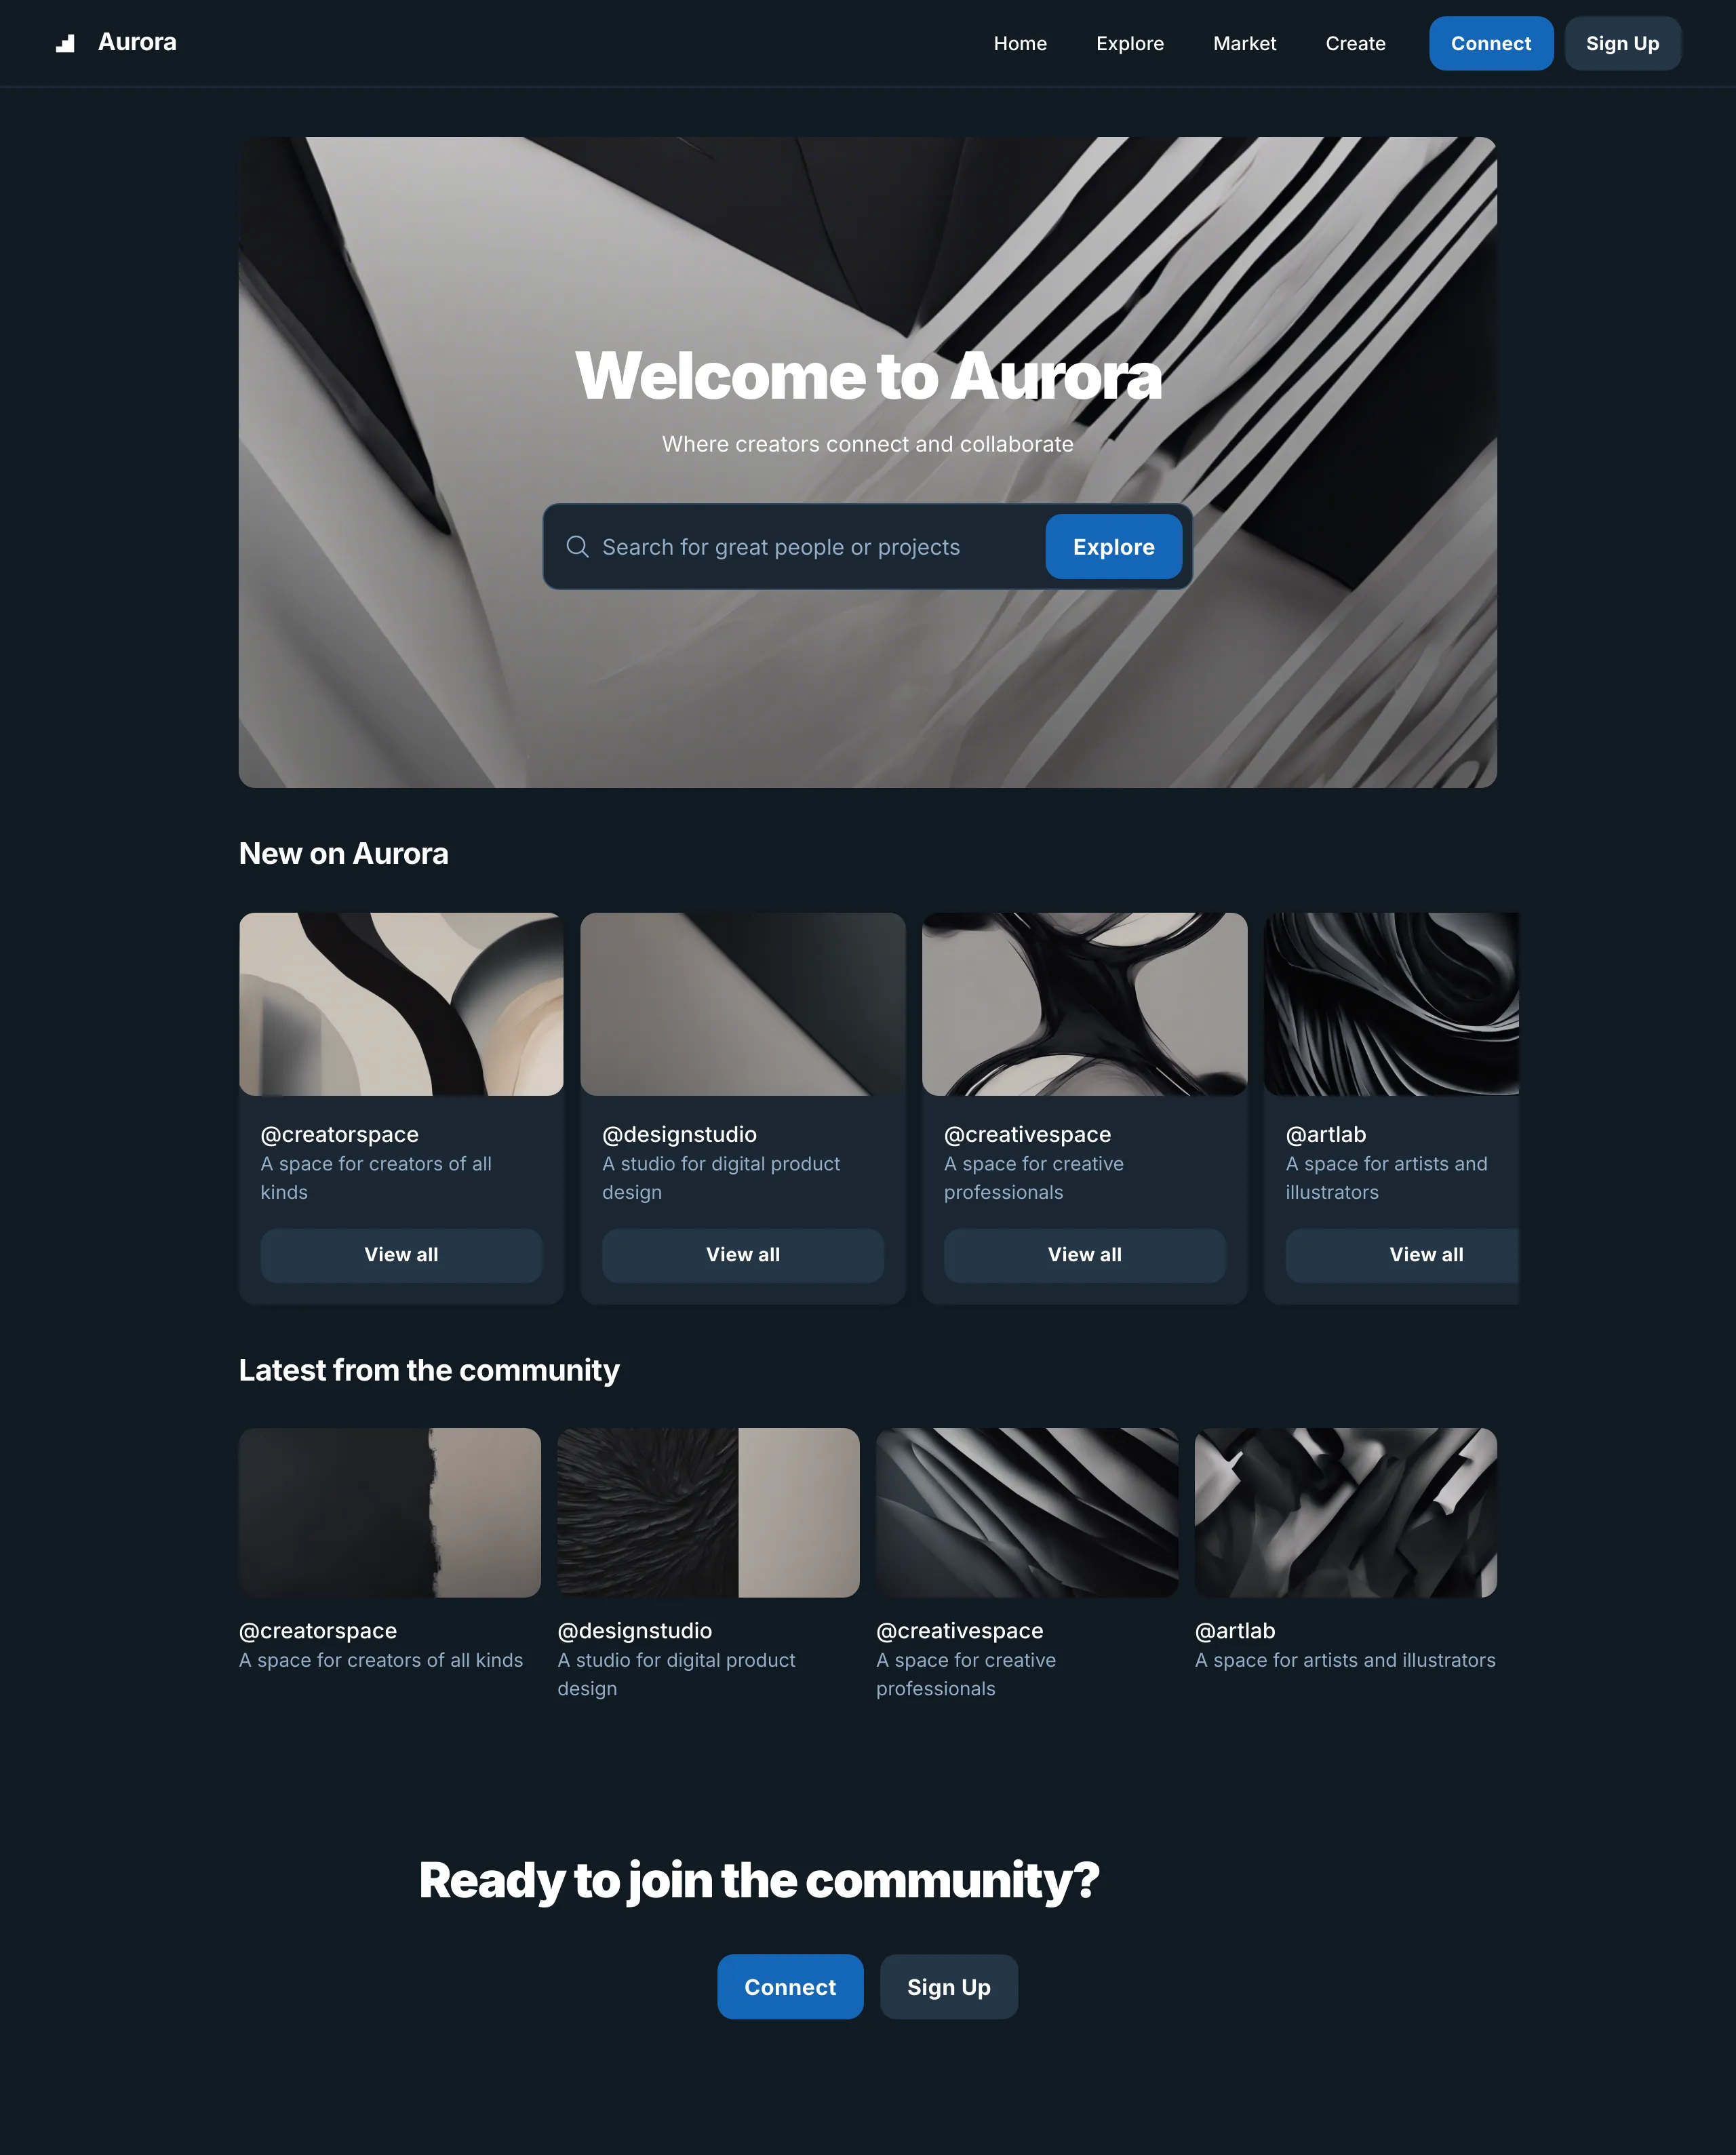 Aurora
Home
Explore
Market
Create
Connect
Sign Up
Welcome to Aurora
Where creators connect and collaborate
Search for great people or projects
Explore
New on Aurora
@creatorspace
A space for creators of all
kinds
View all
@designstudio
A studio for digital product
design
View all
@creativespace
A space for creative
professionals
View all
@artlab
A space for artists and
illustrators
View all
Latest from the community
@creatorspace
A space for creators of all kinds
@designstudio
A studio for digital product
design
@creativespace
A space for creative
professionals
@artlab
A space for artists and illustrators
Ready to join the community?
Connect
Sign Up